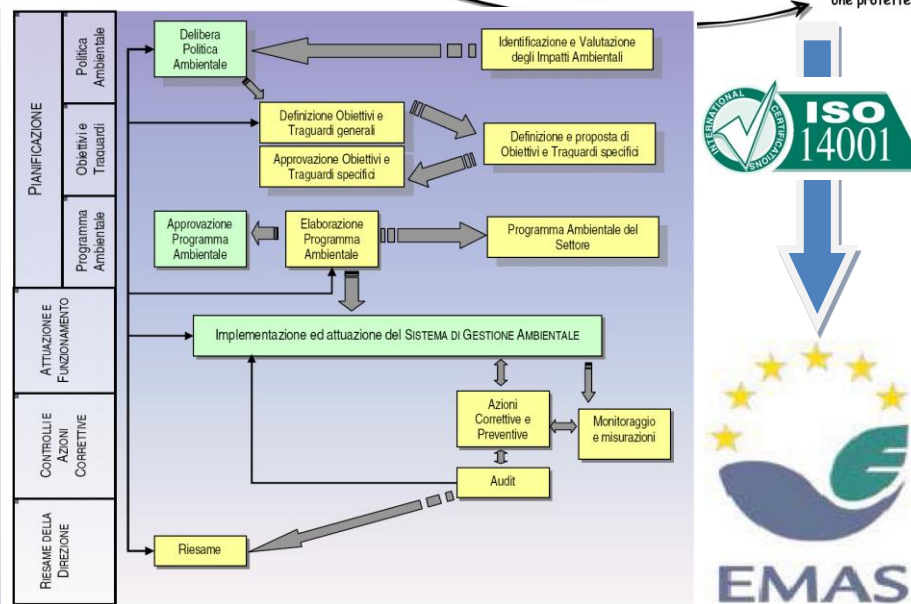 one protette
PIANIFICAZIONE
Politica
Ambientale
Obiettivi e
Traguardi
Programma
Ambientale
ATTUAZIONE E
FUNZIONAMENTO
CONTROLLI E
AZIONI
CORRETTIVE
RIESAME DELLA
DIREZIONE
Delibera
Politica
Ambientale
Identificazione e Valutazione
degli Impatti Ambientali
Definizione Obiettivi e
Traguardi generali
Approvazione Obiettivi e
Traguardi specifici
Definizione e proposta di
Obiettivi e Traguardi specifici
Approvazione
Programma
Ambientale
Elaborazione
Programma
Ambientale
Programma Ambientale del
Settore
Implementazione ed attuazione del SISTEMA DI GESTIONE AMBIENTALE
Azioni
Correttive e
Preventive
Monitoraggio
e misurazioni
Audit
Riesame
INTERNATIONAL
CERTIFICATIONS
ISO
14001
EMAS